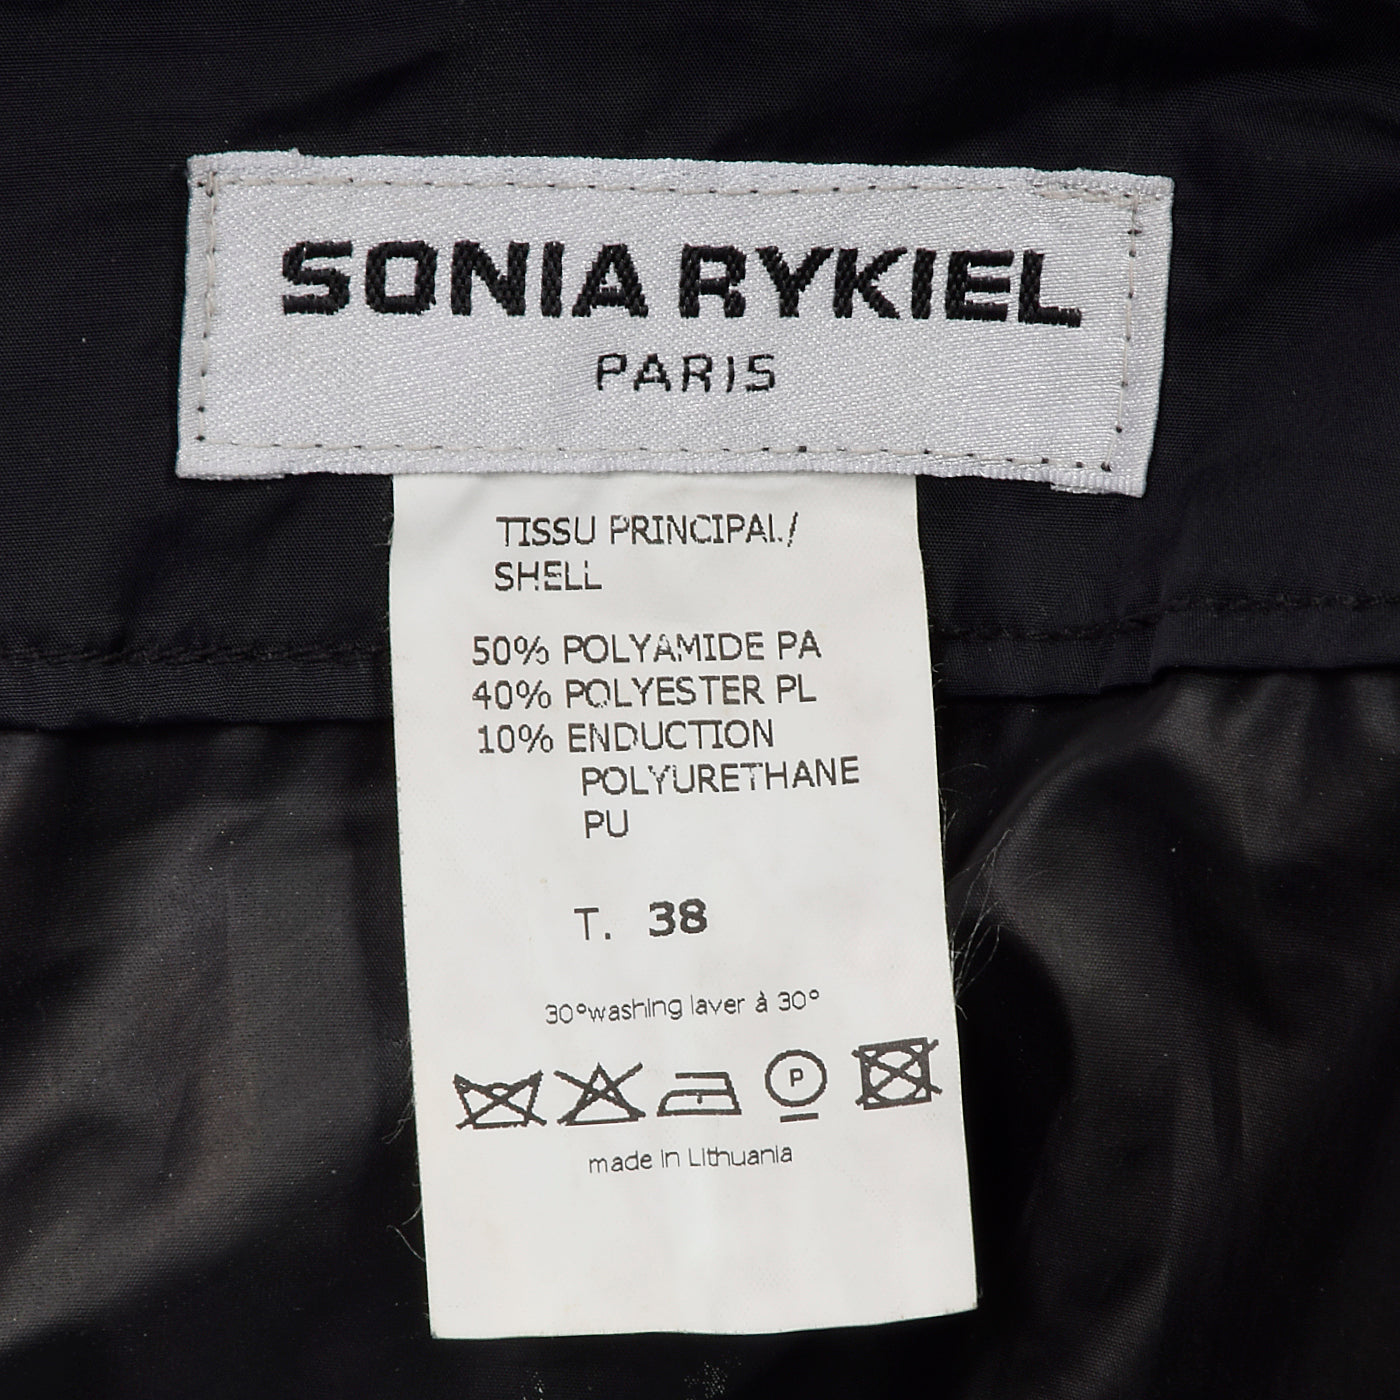 SONIA RYKIEL
PARIS
TISSU PRINCIPAL/
SHELL
50% POLYAMIDE PA
40% POLYESTER PL
10% ENDUCTION
POLYURETHANE
PU
T. 38
30°washing laver à 30°
P
made in Lithuania